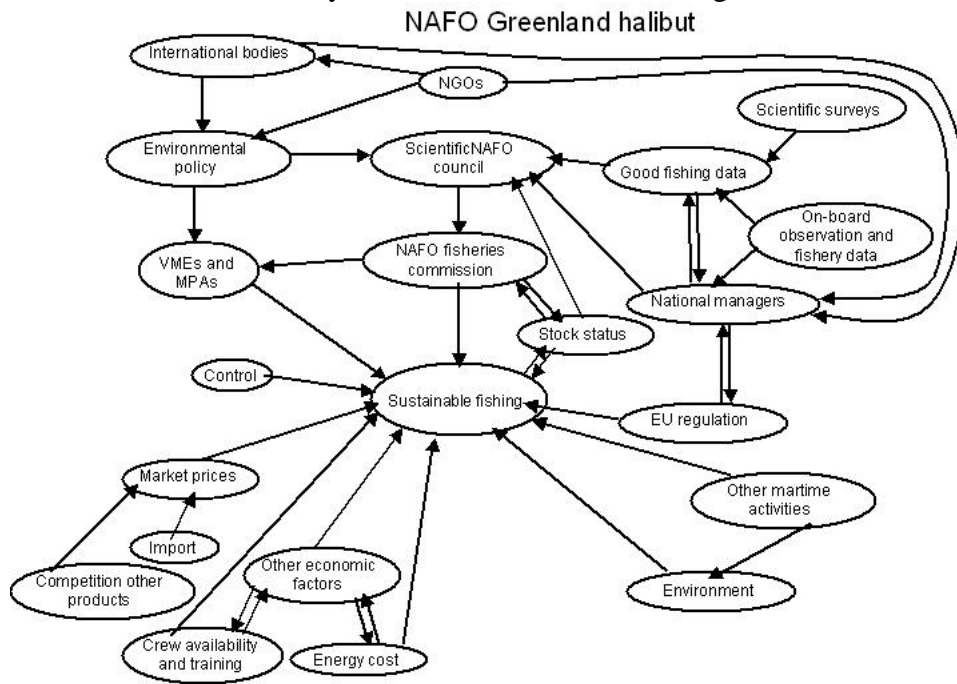 NAFO Greenland halibut
International bodies
NGOs
Scientific surveys
Environmental
policy
ScientificNAFO
council
Good fishing data
On-board
observation and
fishery data
VMEs and
MPAs
NAFO fisheries
commission
National managers
Stock status
Control
Sustainable fishing
EU regulation
Market prices
Other martime
activities
Import
Other economic
factors
Competition other
products
Environment
Crew availability
and training
Energy cost